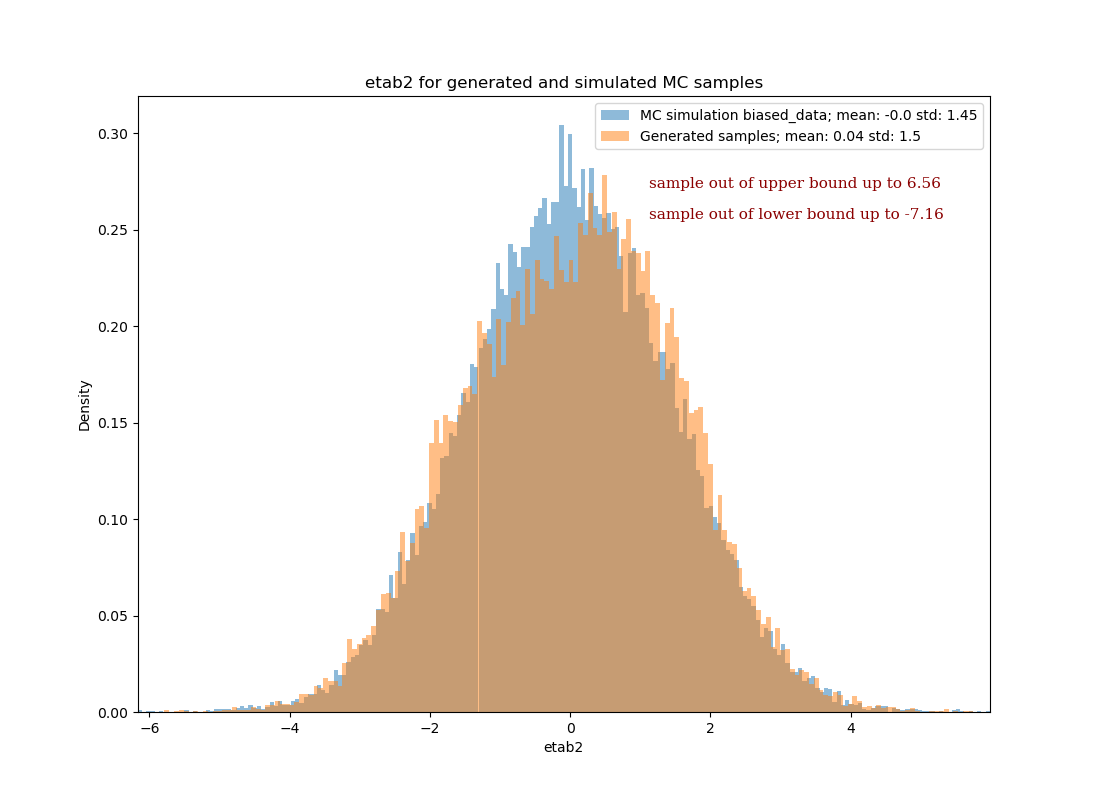 etab2 for generated and simulated MC samples
MC simulation biased_data; mean: -0.0 std: 1.45
Generated samples; mean: 0.04 std: 1.5
sample out of upper bound up to 6.56
sample out of lower bound up to -7.16
Density
0.30
0.25
0.20
0.15
0.10
0.05
0.00
−6
−4
−2
0
2
4
etab2